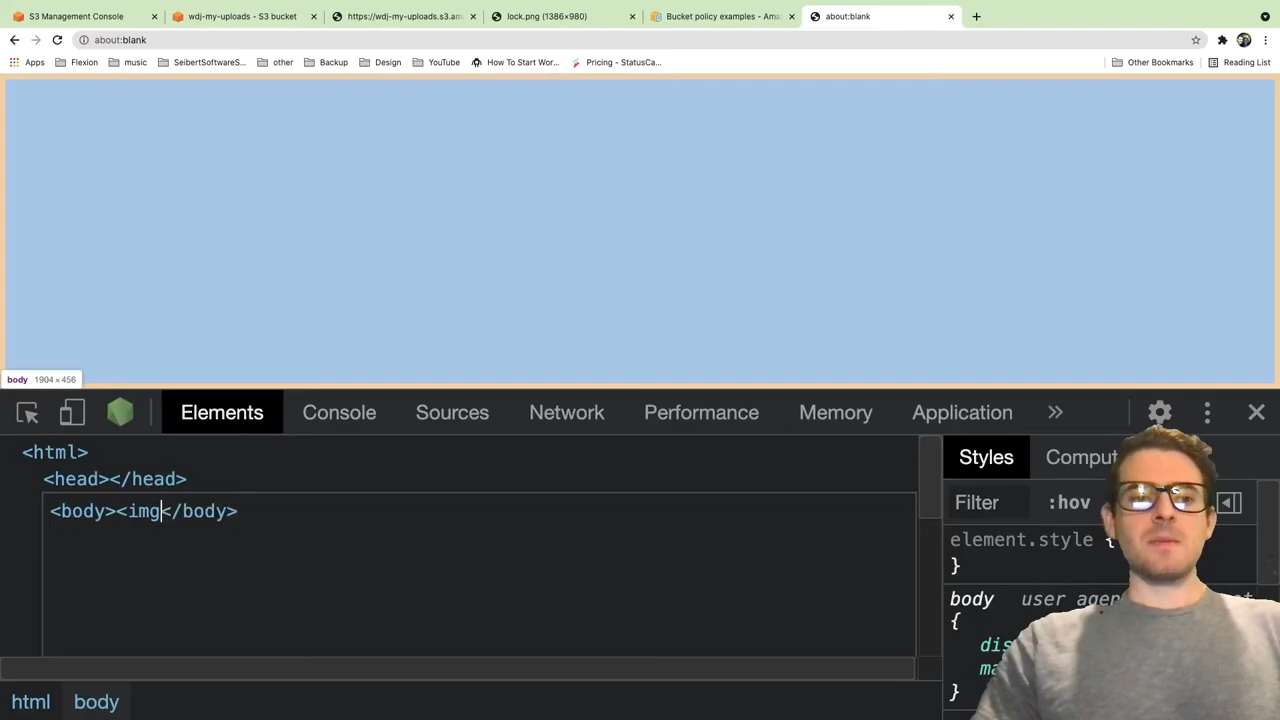 S3 Management Console
wdj-my-uploads - S3 bucket
https://wdj-my-uploads.s3.am
lock.png (1386×980)
Bucket policy examples - Ama
about:blank
about:blank
Apps
Flexion
music
SeibertSoftwareS...
other
Backup
Design
YouTube
How To Start Wor...
Pricing - StatusCa...
Other Bookmarks
Reading List
body 1904 × 456
Elements
Console
Sources
Network
Performance
Memory
Application
»
<html>
<head></head>
<body><img</body>
html
body
Styles
Comput
Filter
:hov
element.style {
}
body user agen
{
dis
ma
}